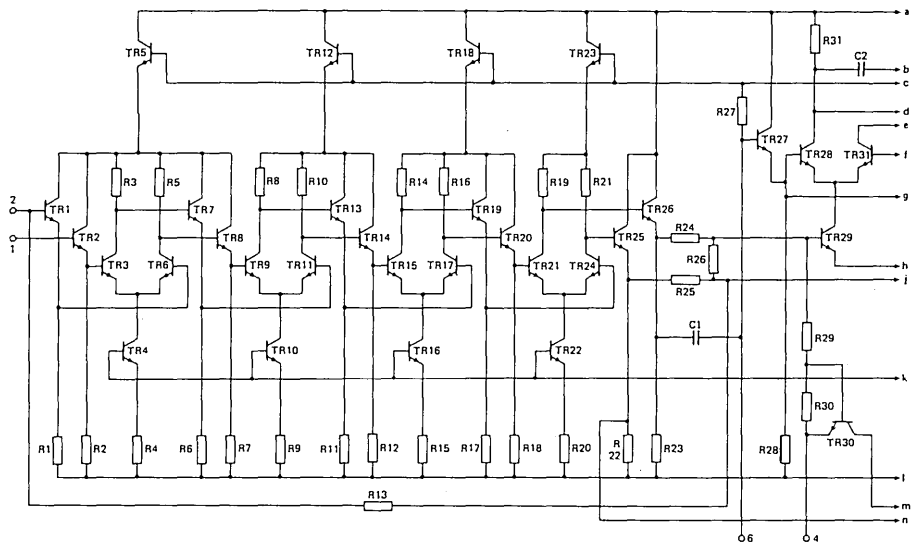 a
TR5
TR12
TR18
TR23
R31
C2
b
c
d
e
R27
TR27
TR28
TR31
f
R3
R5
TR7
R8
R10
TR13
R14
R16
TR19
R19
R21
TR26
g
2
TR1
1
TR2
TR8
TR14
TR20
TR25
R24
TR29
TR3
TR6
TR9
TR11
TR15
TR17
TR21
TR24
R26
h
R25
j
C1
R29
TR4
TR10
TR16
TR22
k
R30
TR30
R1
R2
R4
R6
R7
R9
R11
R12
R15
R17
R18
R20
R
22
R23
R28
l
R13
m
n
6
4